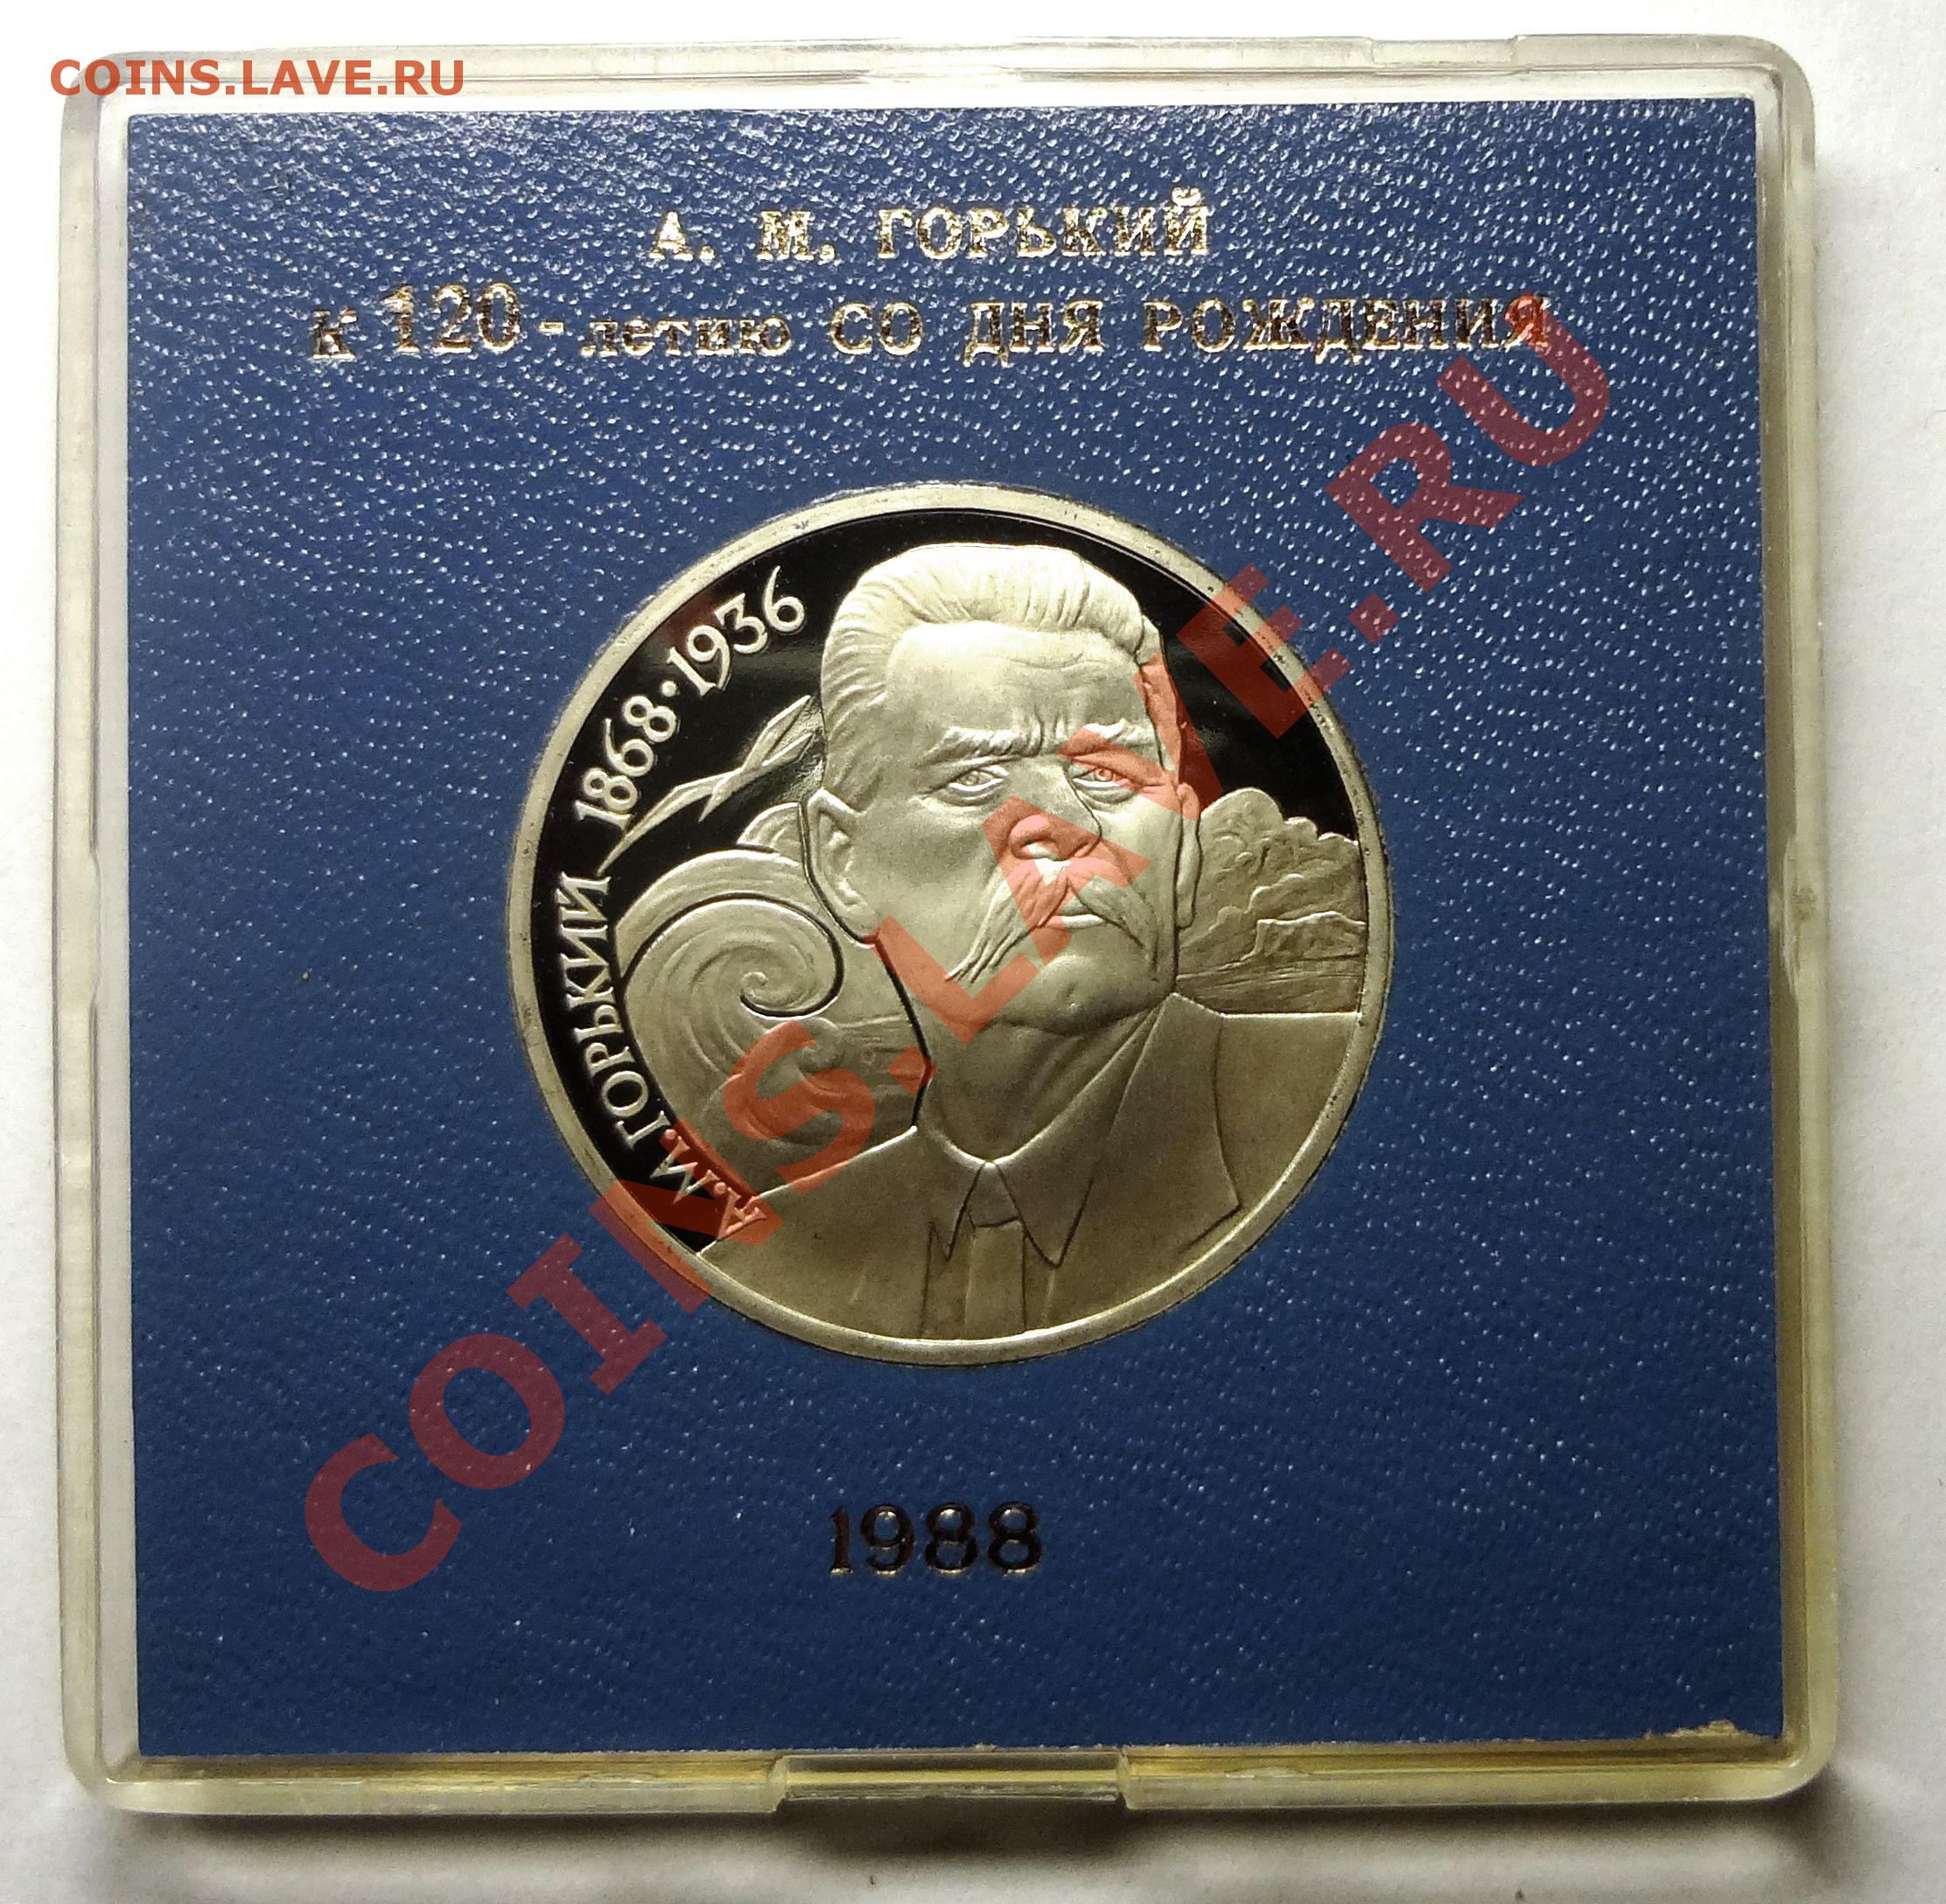 COINS.LAVE.RU
А. М. ГОРЬКИЙ
К 120-летию СО ДНЯ РОЖДЕНИЯ
А.М.ГОРЬКИЙ 1868•1936
COINS.LAVE.RU
1988